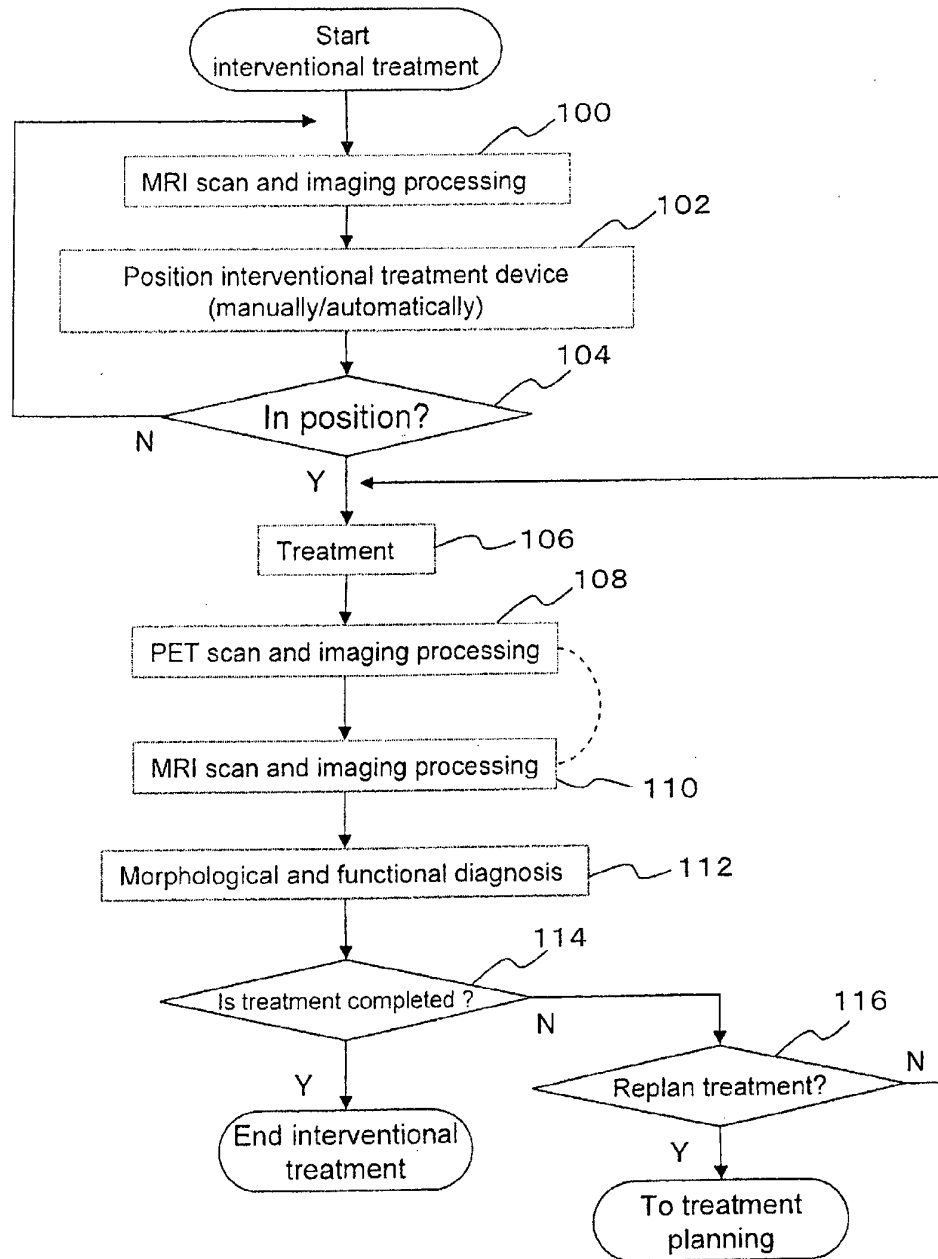 Start
interventional treatment
100
MRI scan and imaging processing
102
Position interventional treatment device
(manually/automatically)
104
In position?
N
Y
Treatment
106
108
PET scan and imaging processing
MRI scan and imaging processing
110
Morphological and functional diagnosis
112
114
Is treatment completed ?
N
116
Replan treatment?
N
Y
End interventional
treatment
Y
To treatment
planning